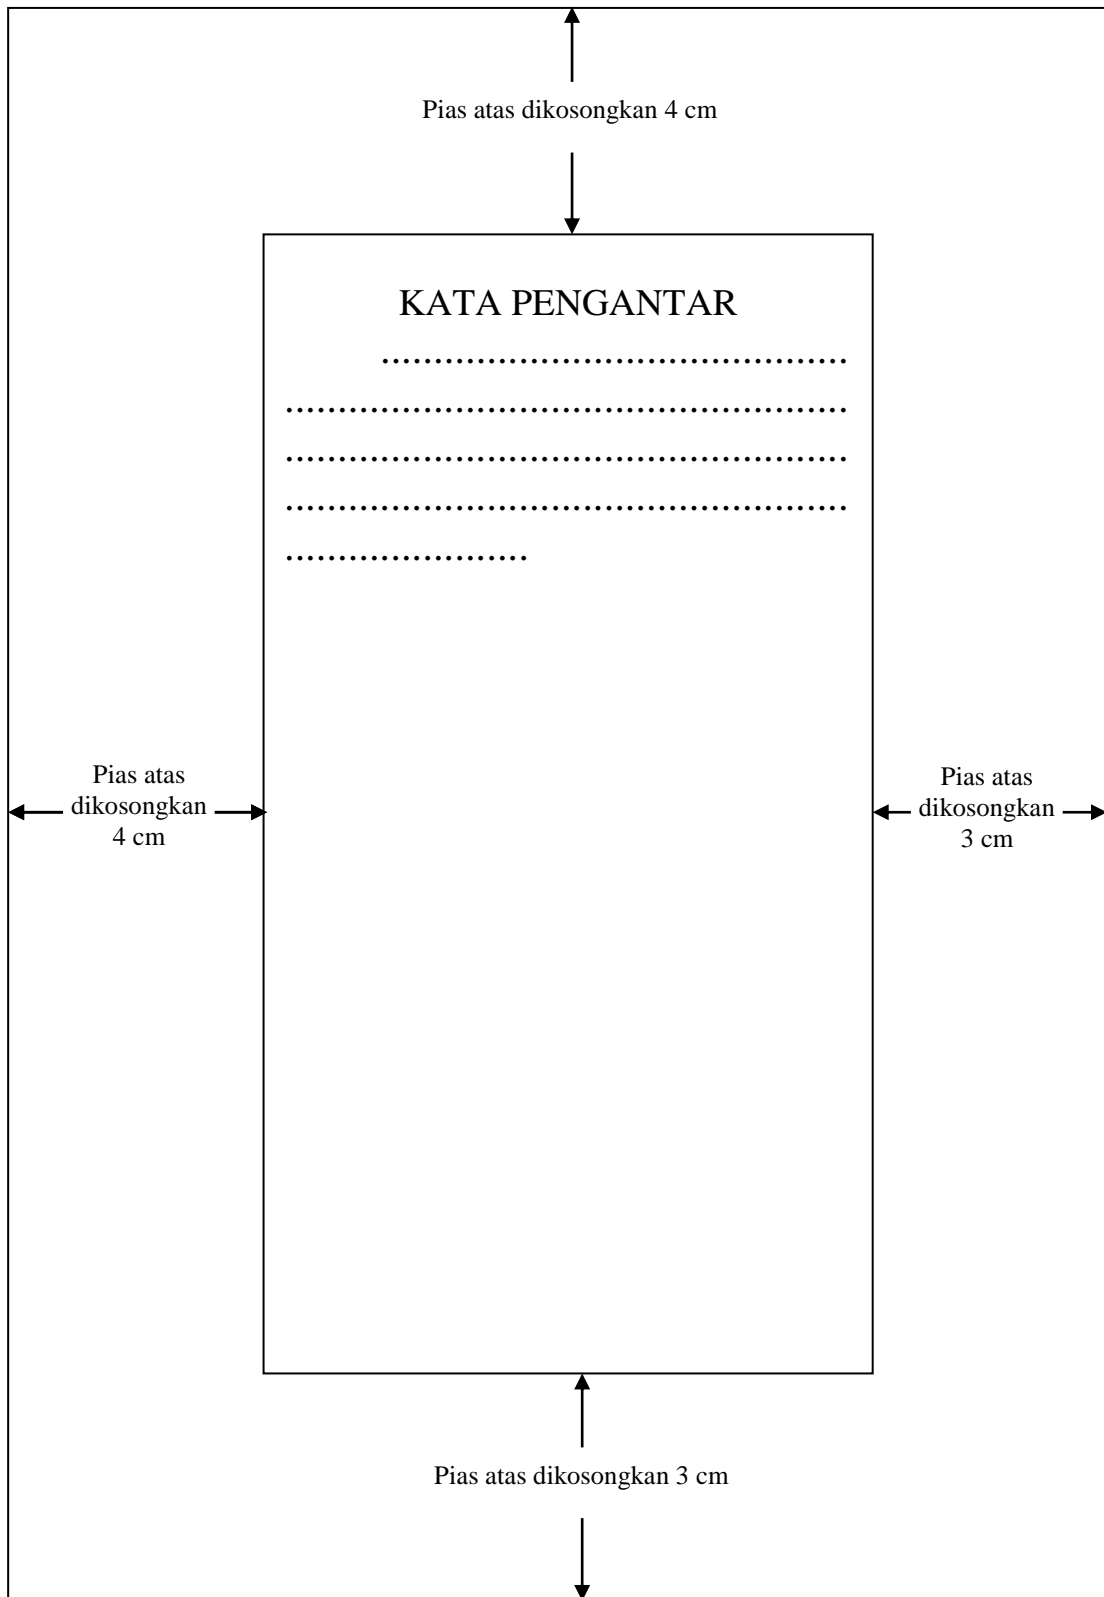 Pias atas dikosongkan 4 cm
KATA PENGANTAR
............................................
.....................................................
.....................................................
.....................................................
.......................
Pias atas
dikosongkan
4 cm
Pias atas
dikosongkan
3 cm
Pias atas dikosongkan 3 cm